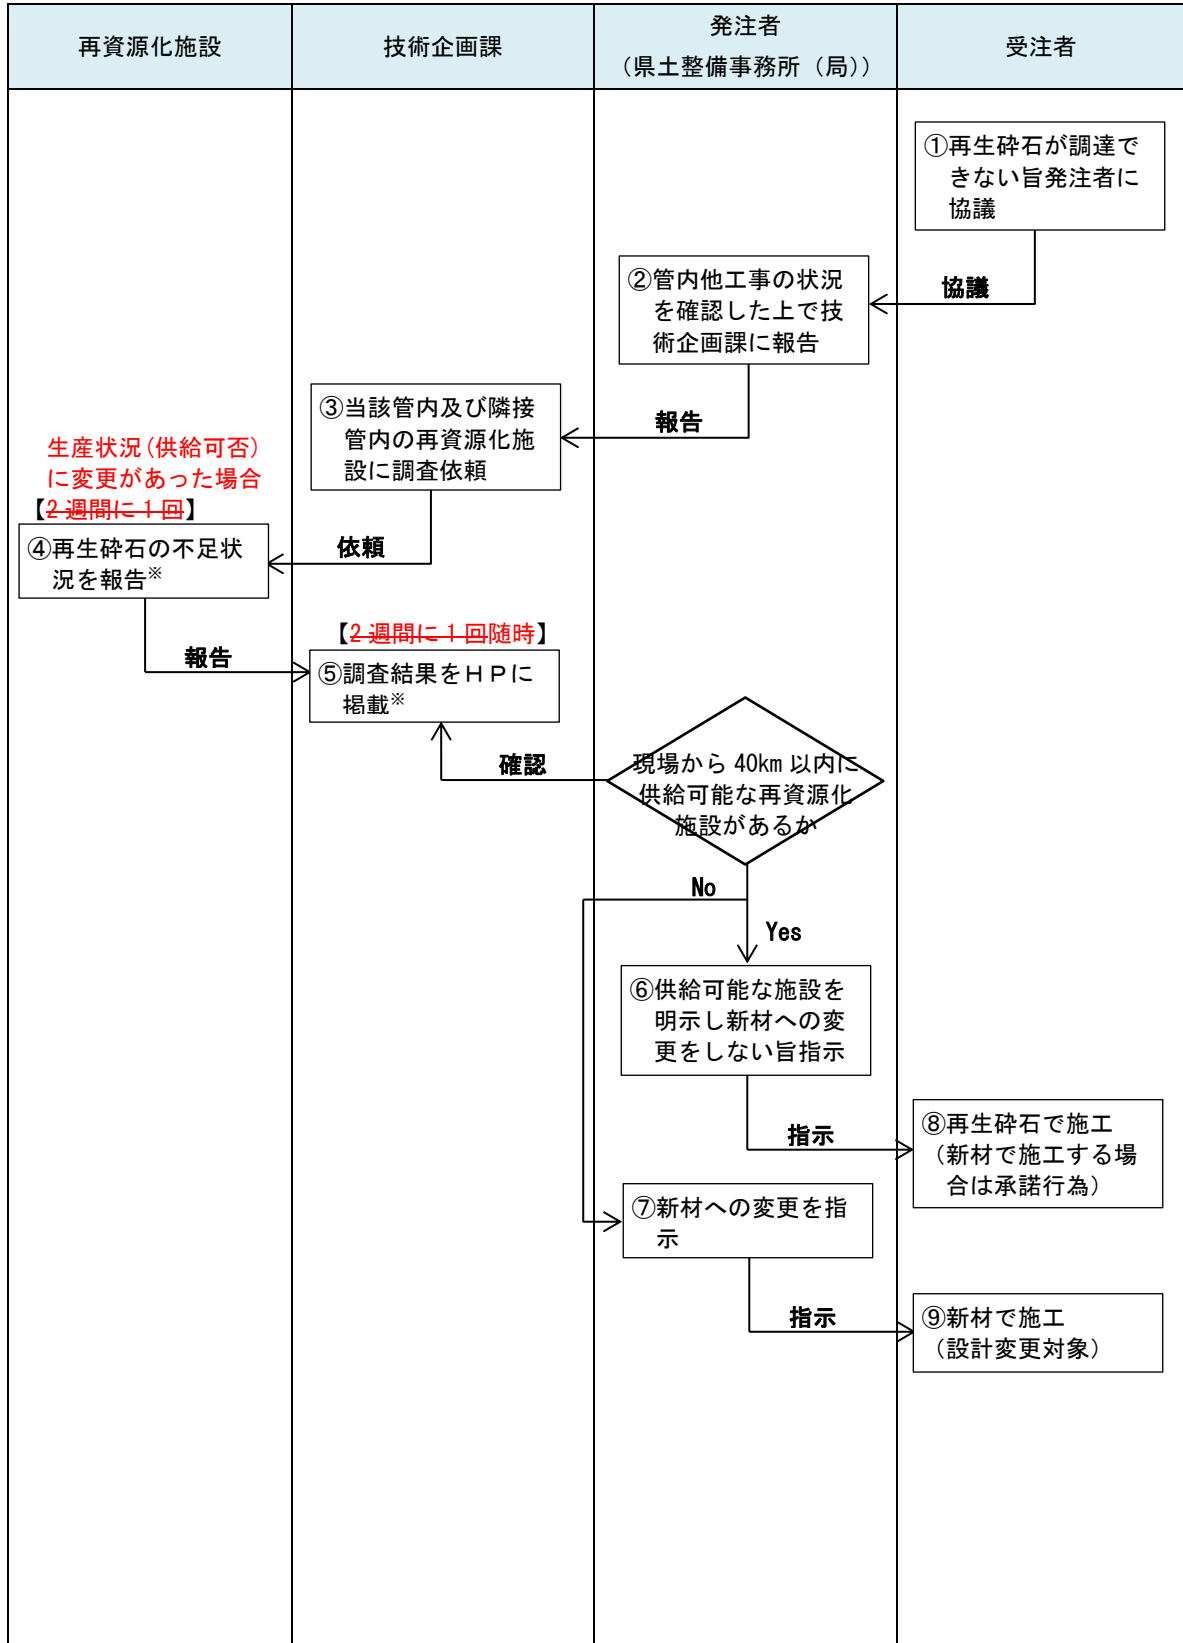 再資源化施設
技術企画課
発注者
（県土整備事務所（局））
受注者
①再生砕石が調達で
きない旨発注者に
協議
協議
②管内他工事の状況
を確認した上で技
術企画課に報告
報告
③当該管内及び隣接
管内の再資源化施
設に調査依頼
依頼
生産状況(供給可否)
に変更があった場合
【2週間に1回】
④再生砕石の不足状
況を報告※
報告
【2週間に1回随時】
⑤調査結果をＨＰに
掲載※
確認
現場から 40km 以内に
供給可能な再資源化
施設があるか
No
Yes
⑥供給可能な施設を
明示し新材への変
更をしない旨指示
指示
⑧再生砕石で施工
（新材で施工する場
合は承諾行為）
⑦新材への変更を指
示
指示
⑨新材で施工
（設計変更対象）